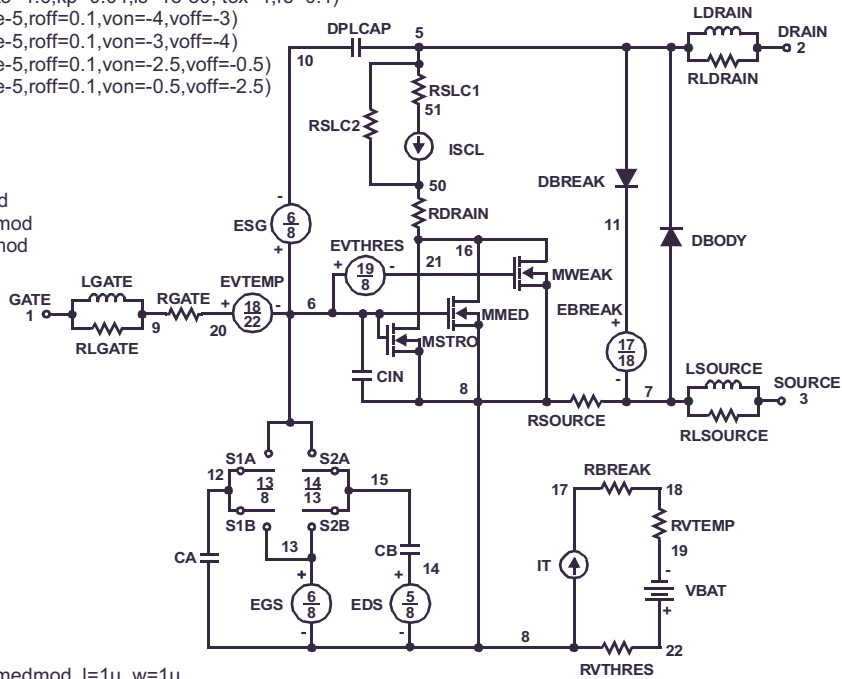 e-5,roff=0.1,von=-4,voff=-3)
e-5,roff=0.1,von=-3,voff=-4)
e-5,roff=0.1,von=-2.5,voff=-0.5)
e-5,roff=0.1,von=-0.5,voff=-2.5)
d
mod
mod
LDRAIN
DPLCAP
5
DRAIN
2
10
RLDRAIN
RSLC1
51
RSLC2
ISCL
50
DBREAK
RDRAIN
-
ESG
6
8
+
11
DBODY
EVTHRES
16
+
19
8
-
21
MWEAK
LGATE
EVTEMP
GATE
1
RGATE
+
18
22
-
6
MMED
EBREAK
+
9
20
RLGATE
MSTRO
17
18
-
CIN
LSOURCE
8
7
SOURCE
3
RSOURCE
RLSOURCE
S1A
S2A
12
13
8
14
13
15
S1B
S2B
13
CA
CB
14
+
EGS
6
8
-
+
EDS
5
8
-
RBREAK
17
18
RVTEMP
19
IT
-
VBAT
+
8
22
RVTHRES
medmod l=1u w=1u